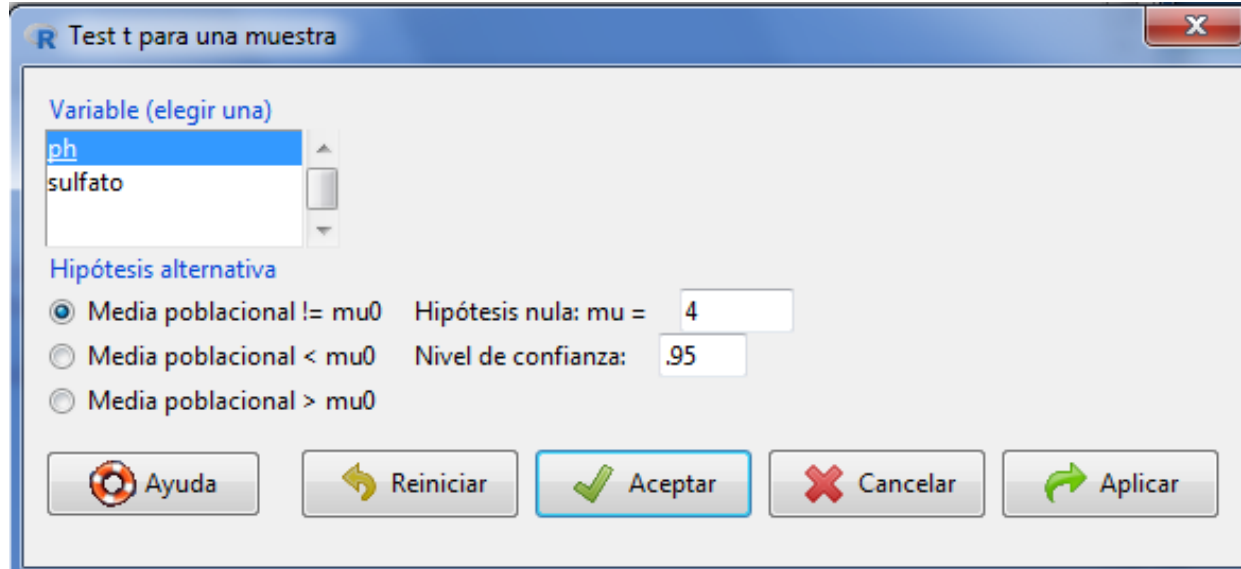 R Test t para una muestra
Variable (elegir una)
ph
sulfato
Hipótesis alternativa
Media poblacional != mu0 Hipótesis nula: mu = 4
Media poblacional < mu0 Nivel de confianza: .95
Media poblacional > mu0
Ayuda Reiniciar Aceptar Cancelar Aplicar